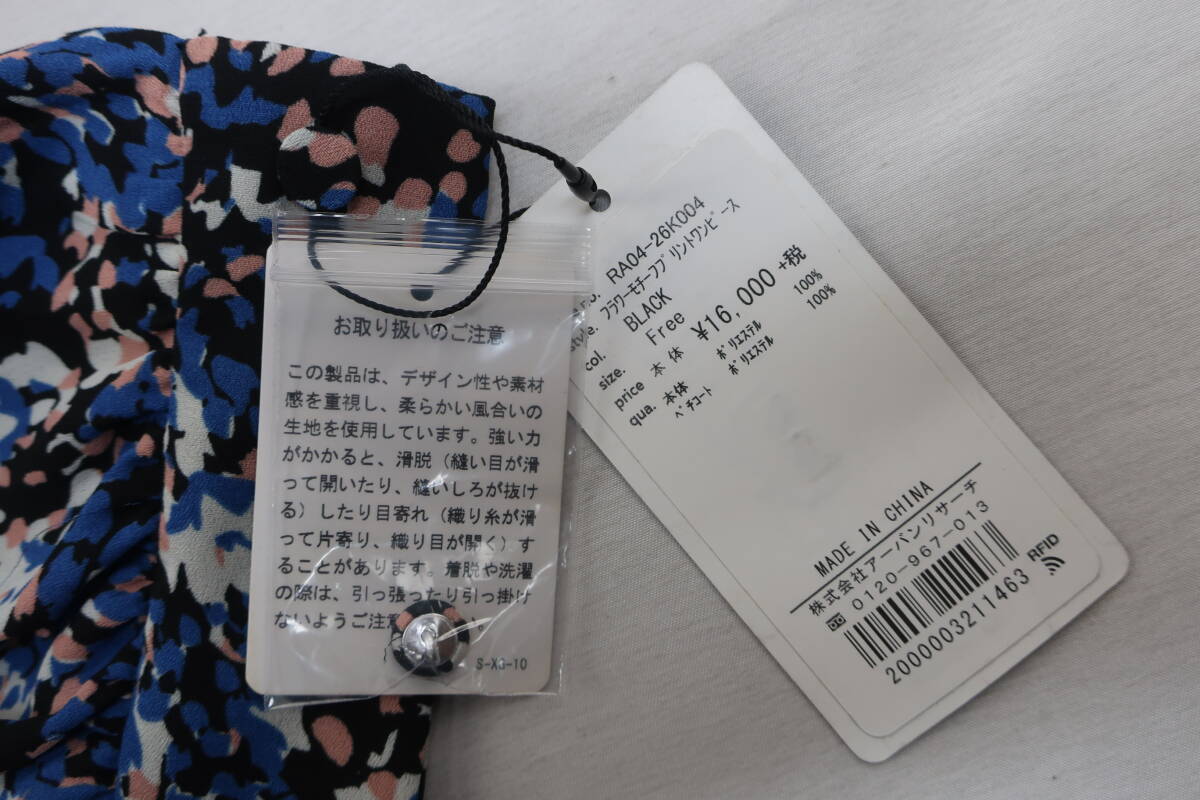 お取り扱いのご注意
この製品は、デザイン性や素材
感を重視し、柔らかい風合いの
生地を使用しています。強い力
がかかると、滑脱（縫い目が滑
って開いたり、縫いしろが抜け
る）したり目寄れ（織り糸が滑
って片寄り、織り目が開く）す
ることがあります。着脱や洗濯
の際は、引っ張ったり引っ掛け
ないようご注意
RA04-26K004
style. フラワーモチーフプリントワンピース
col. BLACK
size. Free
price 本体 ¥16,000 +税
qua. 本体 ポリエステル 100%
ペチコート ポリエステル 100%
MADE IN CHINA
株式会社アーバンリサーチ
0120-967-013
RFID
2000003211463